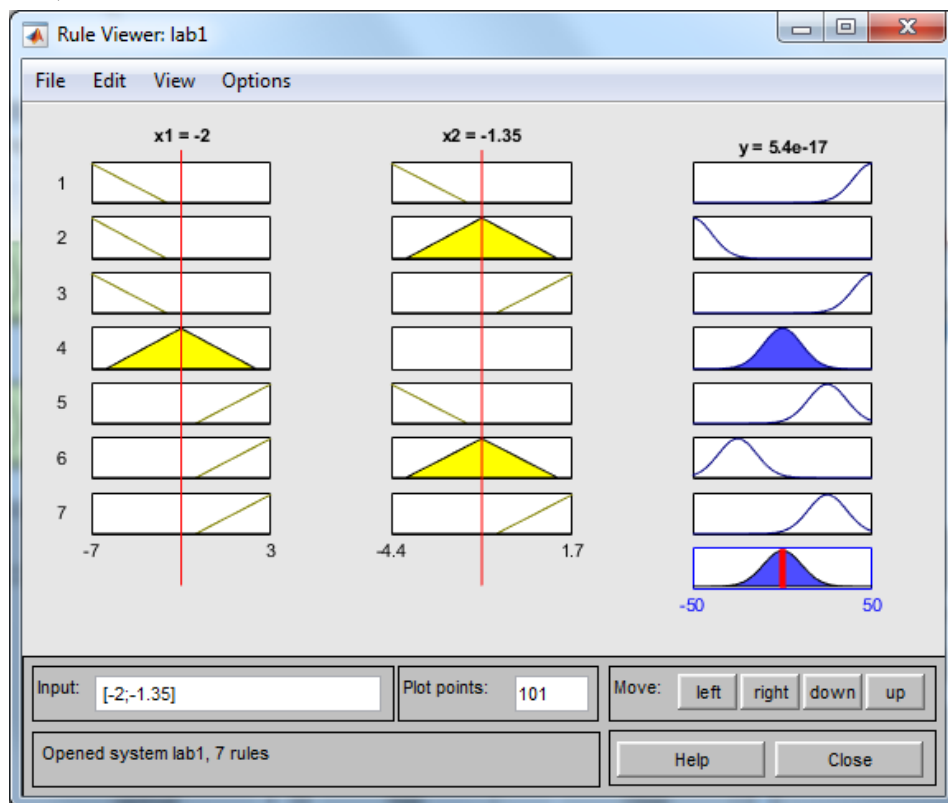 Rule Viewer: lab1
File Edit View Options
x1 = -2 x2 = -1.35 y = 5.4e-17
1
2
3
4
5
6
7
-7 3 -4.4 1.7
-50 50
Input: [-2;-1.35] Plot points: 101 Move: left right down up
Opened system lab1, 7 rules Help Close